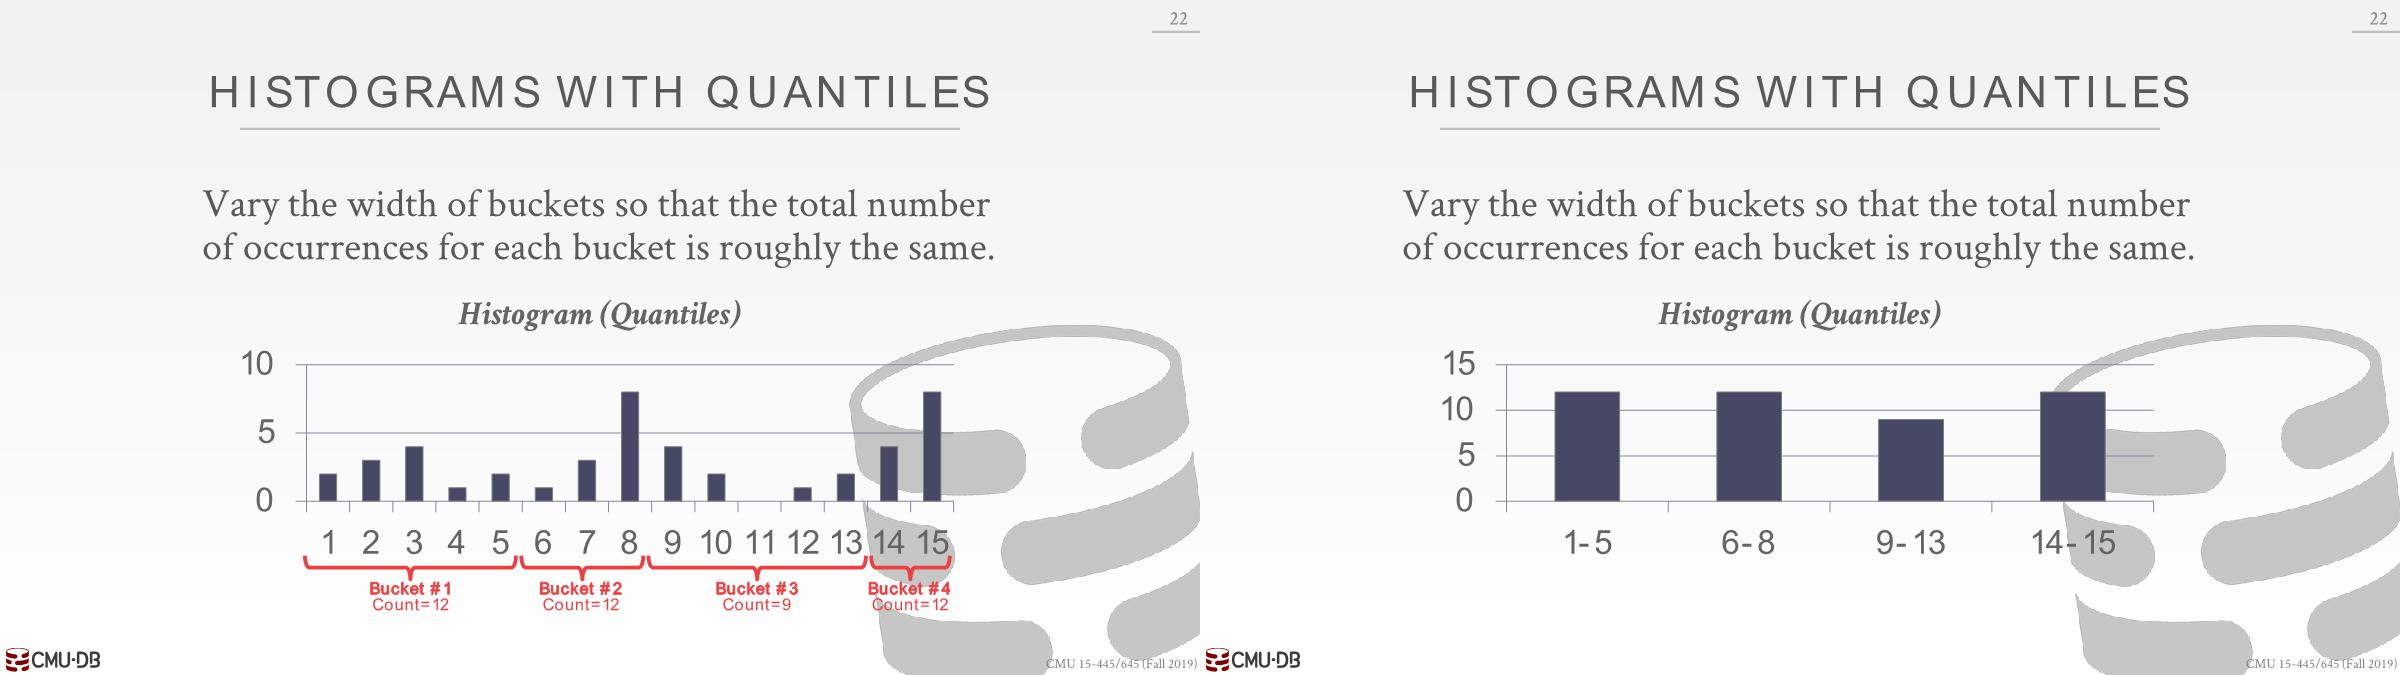 22
HISTOGRAMS WITH QUANTILES
Vary the width of buckets so that the total number
of occurrences for each bucket is roughly the same.
Histogram (Quantiles)
10
5
0
1 2 3 4 5 6 7 8 9 10 11 12 13 14 15
Bucket #1 Bucket #2 Bucket #3 Bucket #4
Count=12 Count=12 Count=9 Count=12
CMU·DB
CMU 15-445/645 (Fall 2019)
22
HISTOGRAMS WITH QUANTILES
Vary the width of buckets so that the total number
of occurrences for each bucket is roughly the same.
Histogram (Quantiles)
15
10
5
0
1-5 6-8 9-13 14-15
CMU·DB
CMU 15-445/645 (Fall 2019)